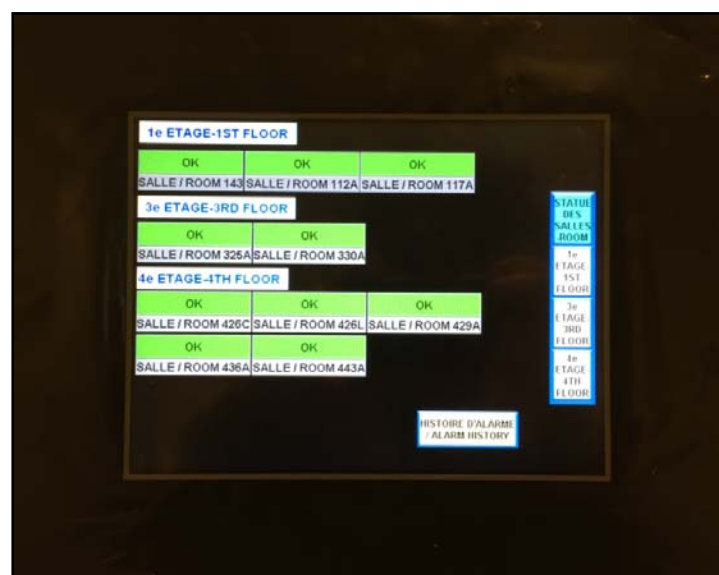 1e ETAGE-1ST FLOOR
OK OK OK
SALLE / ROOM 143 SALLE / ROOM 112A SALLE / ROOM 117A
3e ETAGE-3RD FLOOR
OK OK
SALLE / ROOM 325A SALLE / ROOM 330A
4e ETAGE-4TH FLOOR
OK OK OK
SALLE / ROOM 426C SALLE / ROOM 426L SALLE / ROOM 429A
OK OK
SALLE / ROOM 436A SALLE / ROOM 443A
STATUE
DES
SALLES
-ROOM
1e
ETAGE
1ST
FLOOR
3e
ETAGE
3RD
FLOOR
4e
ETAGE-
4TH
FLOOR
HISTOIRE D'ALARME
/ ALARM HISTORY